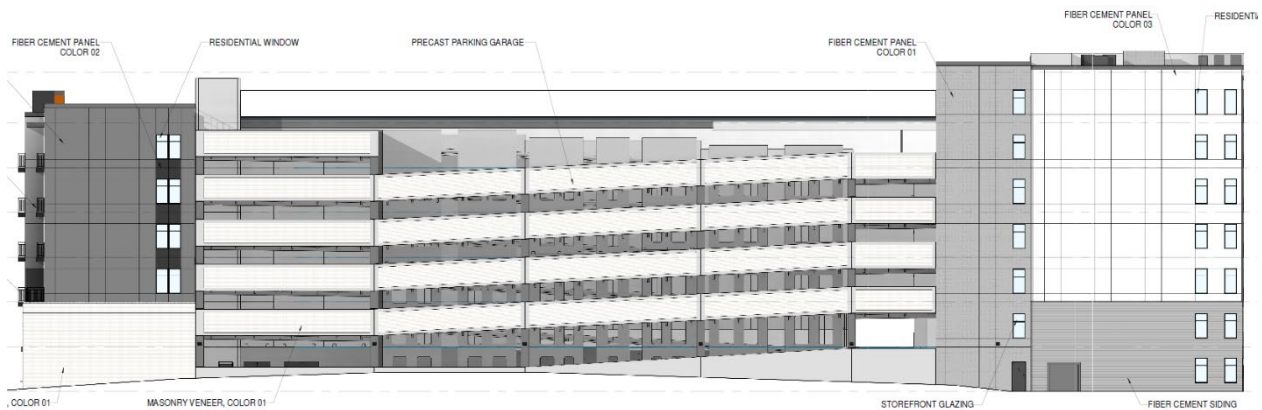 FIBER CEMENT PANEL
COLOR 03
RESIDENTI
FIBER CEMENT PANEL
COLOR 02
RESIDENTIAL WINDOW
PRECAST PARKING GARAGE
FIBER CEMENT PANEL
COLOR 01
, COLOR 01
MASONRY VENEER, COLOR 01
STOREFRONT GLAZING
FIBER CEMENT SIDING